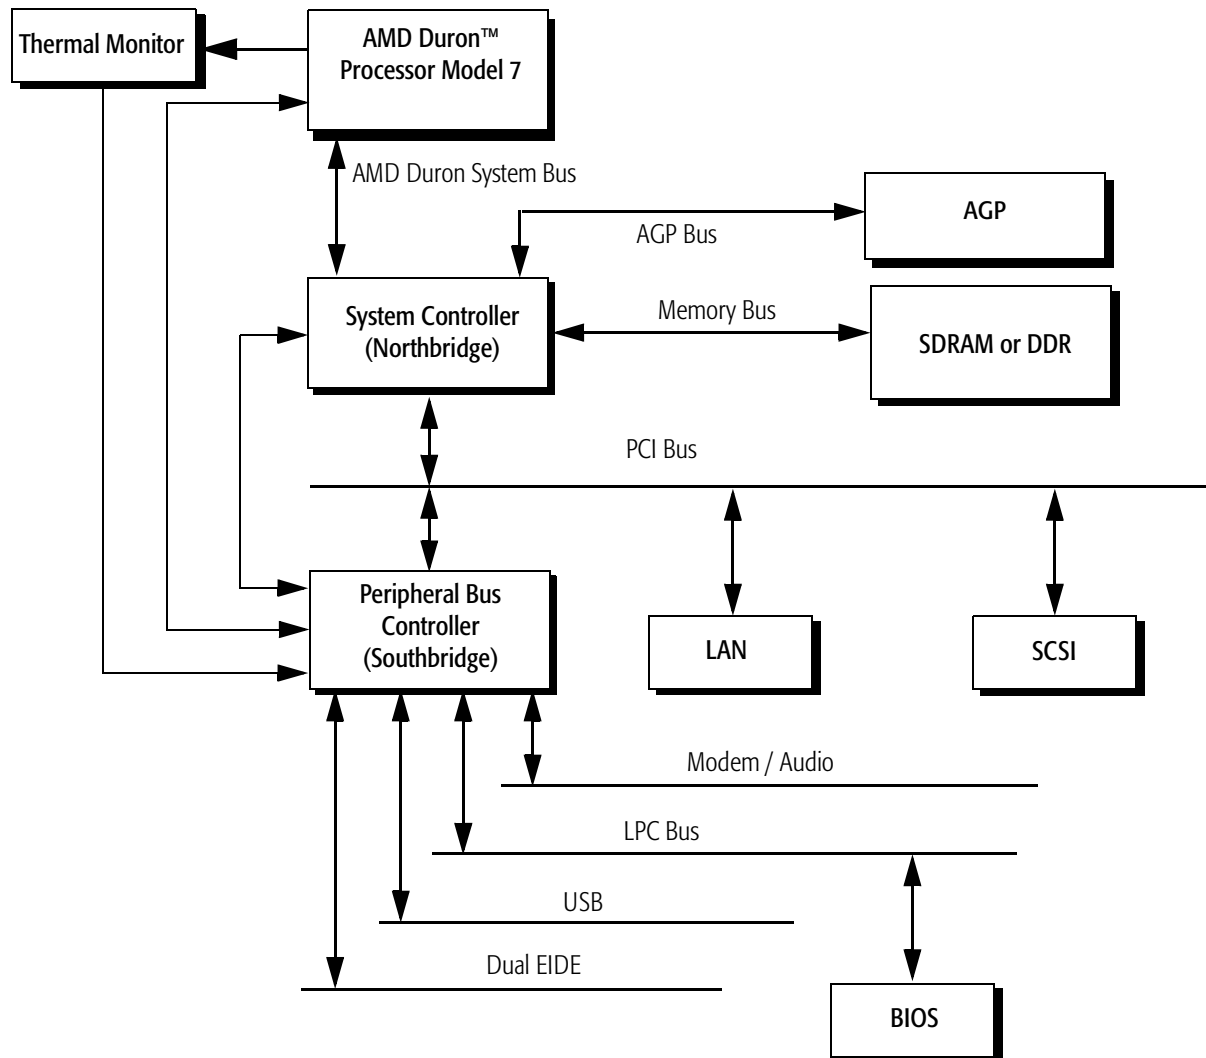 Thermal Monitor
AMD Duron™
Processor Model 7
AMD Duron System Bus
AGP
AGP Bus
System Controller
(Northbridge)
Memory Bus
SDRAM or DDR
PCI Bus
Peripheral Bus
Controller
(Southbridge)
LAN
SCSI
Modem / Audio
LPC Bus
USB
Dual EIDE
BIOS